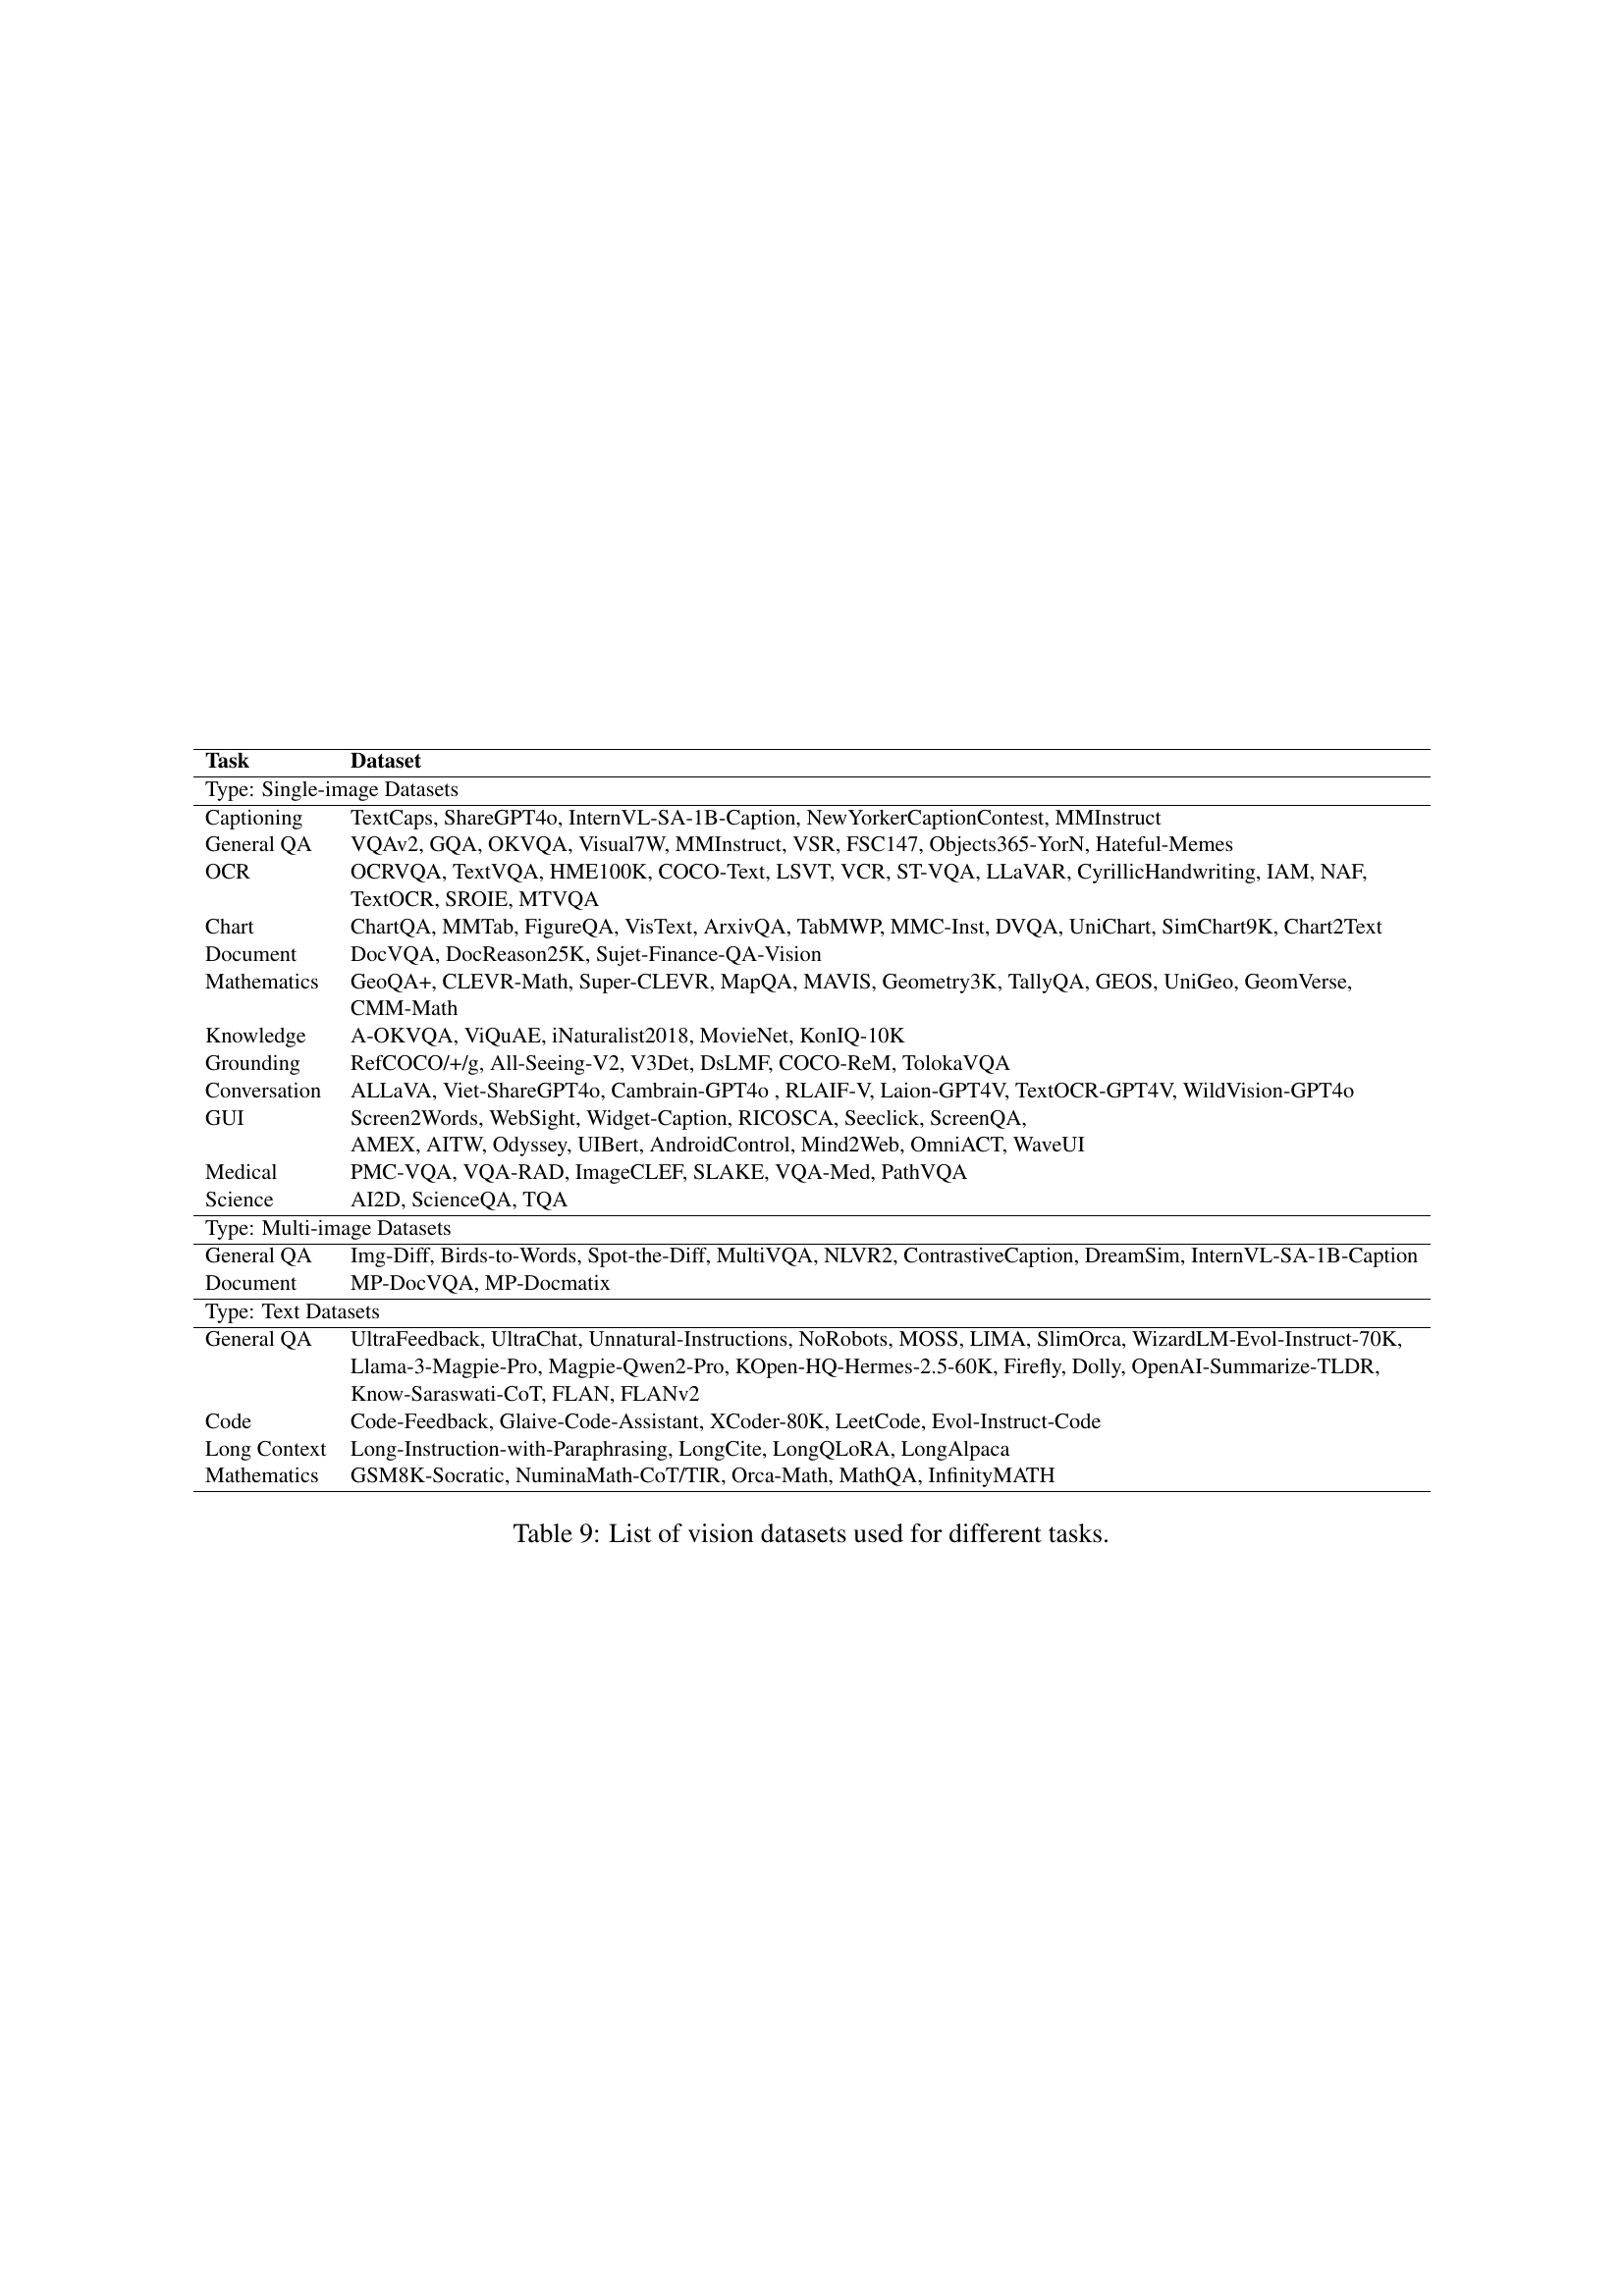 Task Dataset
Type: Single-image Datasets
Captioning TextCaps, ShareGPT4o, InternVL-SA-1B-Caption, NewYorkerCaptionContest, MMInstruct
General QA VQAv2, GQA, OKVQA, Visual7W, MMInstruct, VSR, FSC147, Objects365-YorN, Hateful-Memes
OCR OCRVQA, TextVQA, HME100K, COCO-Text, LSVT, VCR, ST-VQA, LLaVAR, CyrillicHandwriting, IAM, NAF,
TextOCR, SROIE, MTVQA
Chart ChartQA, MMTab, FigureQA, VisText, ArxivQA, TabMWP, MMC-Inst, DVQA, UniChart, SimChart9K, Chart2Text
Document DocVQA, DocReason25K, Sujet-Finance-QA-Vision
Mathematics GeoQA+, CLEVR-Math, Super-CLEVR, MapQA, MAVIS, Geometry3K, TallyQA, GEOS, UniGeo, GeomVerse,
CMM-Math
Knowledge A-OKVQA, ViQuAE, iNaturalist2018, MovieNet, KonIQ-10K
Grounding RefCOCO/+/g, All-Seeing-V2, V3Det, DsLMF, COCO-ReM, TolokaVQA
Conversation ALLaVA, Viet-ShareGPT4o, Cambrain-GPT4o , RLAIF-V, Laion-GPT4V, TextOCR-GPT4V, WildVision-GPT4o
GUI Screen2Words, WebSight, Widget-Caption, RICOSCA, Seeclick, ScreenQA,
AMEX, AITW, Odyssey, UIBert, AndroidControl, Mind2Web, OmniACT, WaveUI
Medical PMC-VQA, VQA-RAD, ImageCLEF, SLAKE, VQA-Med, PathVQA
Science AI2D, ScienceQA, TQA
Type: Multi-image Datasets
General QA Img-Diff, Birds-to-Words, Spot-the-Diff, MultiVQA, NLVR2, ContrastiveCaption, DreamSim, InternVL-SA-1B-Caption
Document MP-DocVQA, MP-Docmatix
Type: Text Datasets
General QA UltraFeedback, UltraChat, Unnatural-Instructions, NoRobots, MOSS, LIMA, SlimOrca, WizardLM-Evol-Instruct-70K,
Llama-3-Magpie-Pro, Magpie-Qwen2-Pro, KOpen-HQ-Hermes-2.5-60K, Firefly, Dolly, OpenAI-Summarize-TLDR,
Know-Saraswati-CoT, FLAN, FLANv2
Code Code-Feedback, Glaive-Code-Assistant, XCoder-80K, LeetCode, Evol-Instruct-Code
Long Context Long-Instruction-with-Paraphrasing, LongCite, LongQLoRA, LongAlpaca
Mathematics GSM8K-Socratic, NuminaMath-CoT/TIR, Orca-Math, MathQA, InfinityMATH
Table 9: List of vision datasets used for different tasks.